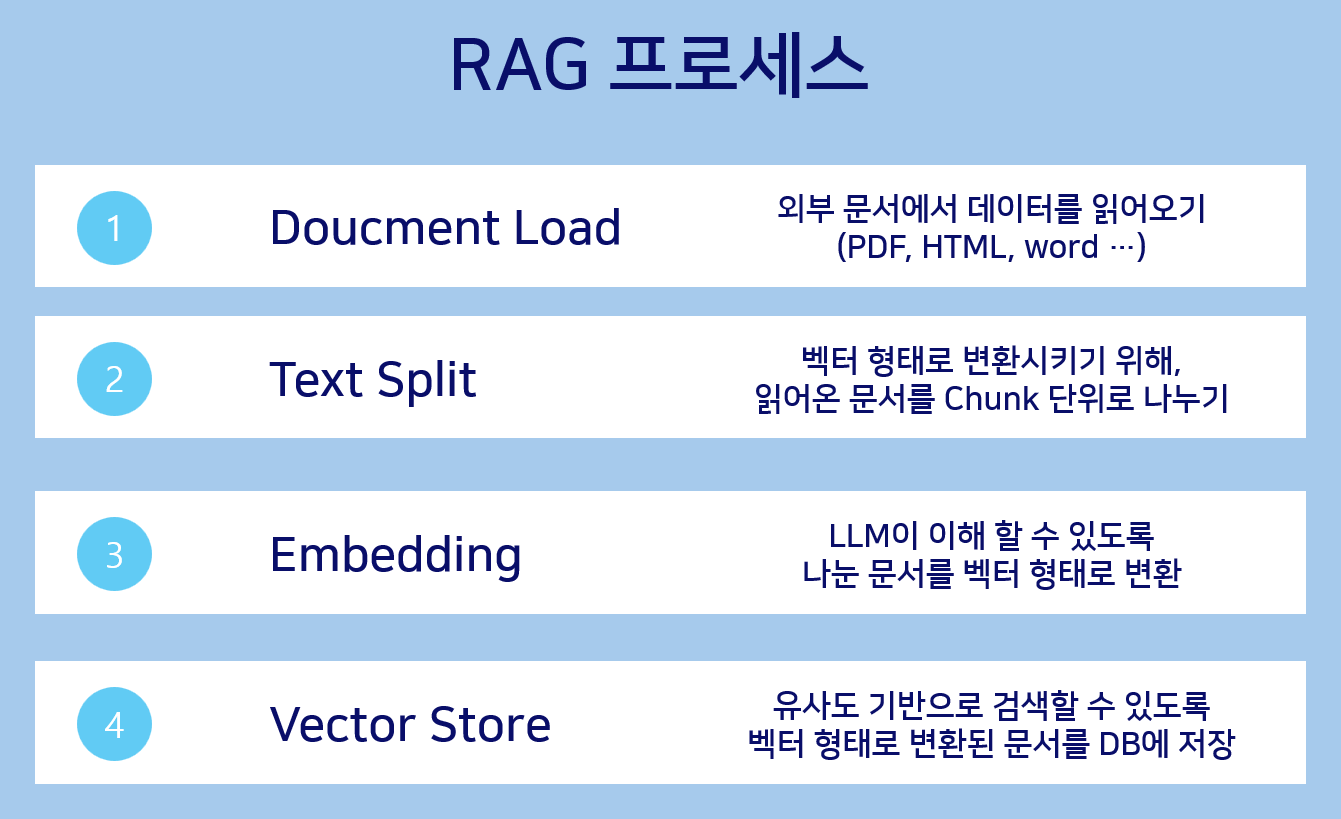 RAG 프로세스
1
Doucment Load
외부 문서에서 데이터를 읽어오기
(PDF, HTML, word ⋯)
2
Text Split
벡터 형태로 변환시키기 위해,
읽어온 문서를 Chunk 단위로 나누기
3
Embedding
LLM이 이해 할 수 있도록
나눈 문서를 벡터 형태로 변환
4
Vector Store
유사도 기반으로 검색할 수 있도록
벡터 형태로 변환된 문서를 DB에 저장